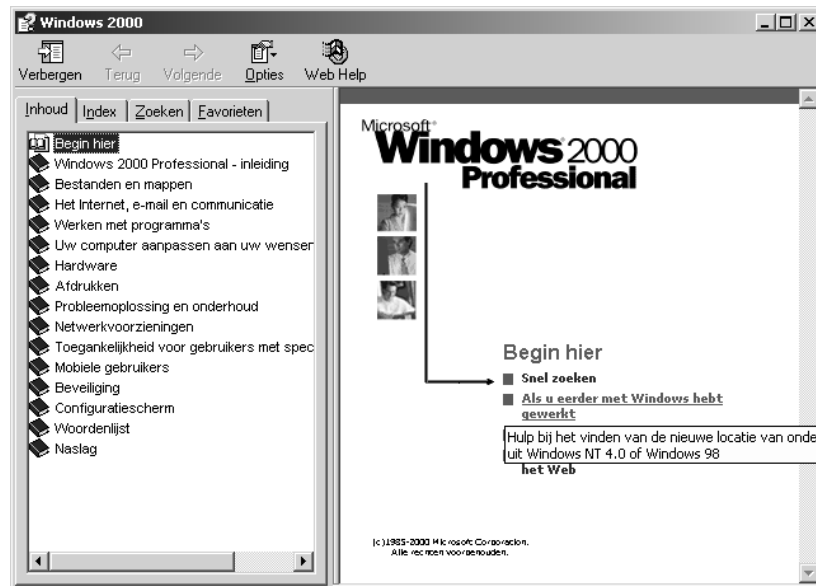 Windows 2000
Verbergen Terug Volgende Opties Web Help
Inhoud Index Zoeken Favorieten
Begin hier
Windows 2000 Professional - inleiding
Bestanden en mappen
Het Internet, e-mail en communicatie
Werken met programma's
Uw computer aanpassen aan uw wenser
Hardware
Afdrukken
Probleemoplossing en onderhoud
Netwerkvoorzieningen
Toegankelijkheid voor gebruikers met spec
Mobiele gebruikers
Beveiliging
Configuratiescherm
Woordenlijst
Naslag
Microsoft®
Windows® 2000
Professional
Begin hier
Snel zoeken
Als u eerder met Windows hebt
gewerkt
Hulp bij het vinden van de nieuwe locatie van onde
uit Windows NT 4.0 of Windows 98
het Web
(c)1985-2000 Microsoft Corporation.
Alle rechten voorbehouden.